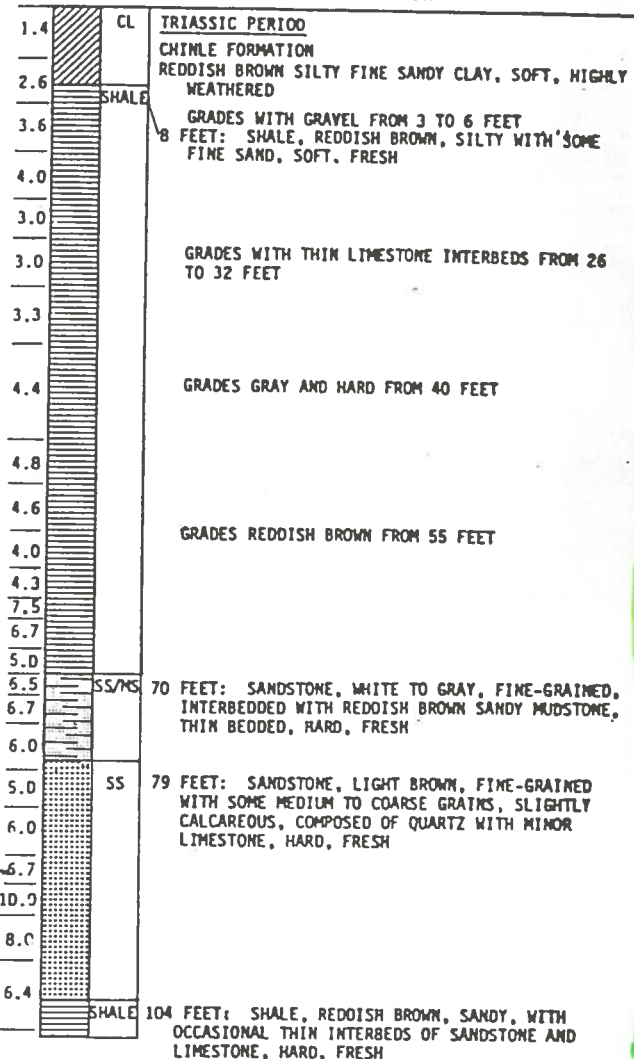 1.4 CL TRIASSIC PERIOD
CHINLE FORMATION
REDDISH BROWN SILTY FINE SANDY CLAY, SOFT, HIGHLY
2.6 WEATHERED
SHALE
GRADES WITH GRAVEL FROM 3 TO 6 FEET
3.6 8 FEET: SHALE, REDDISH BROWN, SILTY WITH SOME
FINE SAND, SOFT, FRESH
4.0
3.0
3.0 GRADES WITH THIN LIMESTONE INTERBEDS FROM 26
TO 32 FEET
3.3
4.4 GRADES GRAY AND HARD FROM 40 FEET
4.8
4.6
GRADES REDDISH BROWN FROM 55 FEET
4.0
4.3
7.5
6.7
5.0
5.5 SS/MS 70 FEET: SANDSTONE, WHITE TO GRAY, FINE-GRAINED,
6.7 INTERBEDDED WITH REDDISH BROWN SANDY MUDSTONE,
THIN BEDDED, HARD, FRESH
6.0
5.0 SS 79 FEET: SANDSTONE, LIGHT BROWN, FINE-GRAINED
WITH SOME MEDIUM TO COARSE GRAINS, SLIGHTLY
6.0 CALCAREOUS, COMPOSED OF QUARTZ WITH MINOR
LIMESTONE, HARD, FRESH
6.7
10.9
8.0
6.4
SHALE 104 FEET: SHALE, REDDISH BROWN, SANDY, WITH
OCCASIONAL THIN INTERBEDS OF SANDSTONE AND
LIMESTONE, HARD, FRESH